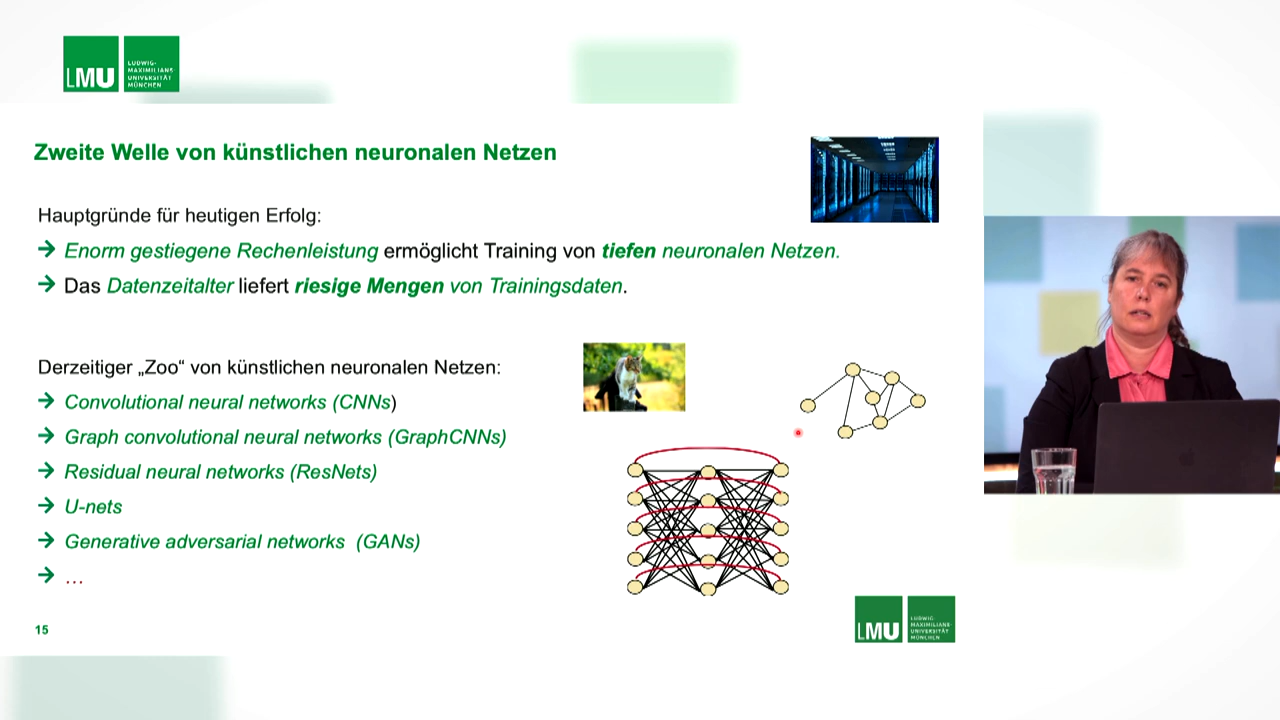 LMU
LUDWIG-
MAXIMILIANS-
UNIVERSITÄT
MÜNCHEN
Zweite Welle von künstlichen neuronalen Netzen
Hauptgründe für heutigen Erfolg:
→ Enorm gestiegene Rechenleistung ermöglicht Training von tiefen neuronalen Netzen.
→ Das Datenzeitalter liefert riesige Mengen von Trainingsdaten.
Derzeitiger „Zoo“ von künstlichen neuronalen Netzen:
→ Convolutional neural networks (CNNs)
→ Graph convolutional neural networks (GraphCNNs)
→ Residual neural networks (ResNets)
→ U-nets
→ Generative adversarial networks (GANs)
→ …
15
LMU
LUDWIG-
MAXIMILIANS-
UNIVERSITÄT
MÜNCHEN